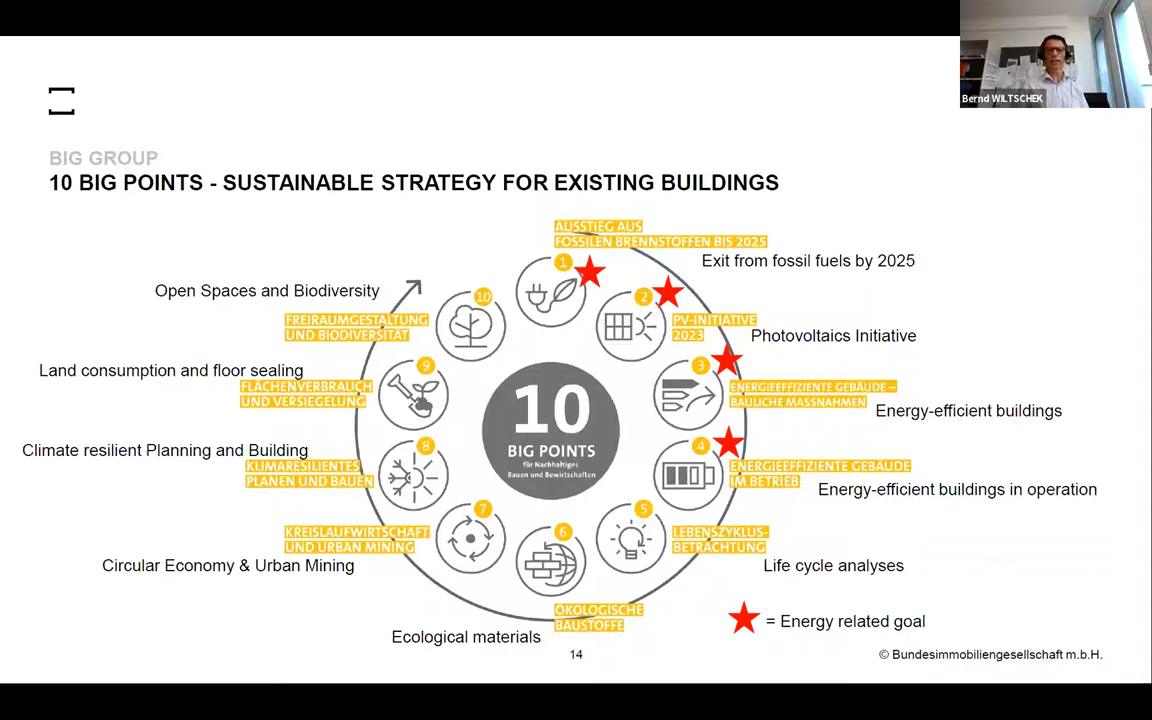 Bernd WILTSCHEK
BIG GROUP
10 BIG POINTS - SUSTAINABLE STRATEGY FOR EXISTING BUILDINGS
1
AUSSTIEG AUS
FOSSILEN BRENNSTOFFEN BIS 2025
Exit from fossil fuels by 2025
2
PV-INITIATIVE
2023
Photovoltaics Initiative
3
ENERGIEEFFIZIENTE GEBÄUDE –
BAULICHE MASSNAHMEN
Energy-efficient buildings
4
ENERGIEEFFIZIENTE GEBÄUDE
IM BETRIEB
Energy-efficient buildings in operation
5
LEBENSZYKLUS-
BETRACHTUNG
Life cycle analyses
6
ÖKOLOGISCHE
BAUSTOFFE
Ecological materials
7
KREISLAUFWIRTSCHAFT
UND URBAN MINING
Circular Economy & Urban Mining
8
Climate resilient Planning and Building
KLIMARESILIENTES
PLANEN UND BAUEN
9
Land consumption and floor sealing
FLÄCHENVERBRAUCH
UND VERSIEGELUNG
10
Open Spaces and Biodiversity
FREIRAUMGESTALTUNG
UND BIODIVERSITÄT
10
BIG POINTS
für Nachhaltiges
Bauen und Bewirtschaften
= Energy related goal
14
© Bundesimmobiliengesellschaft m.b.H.